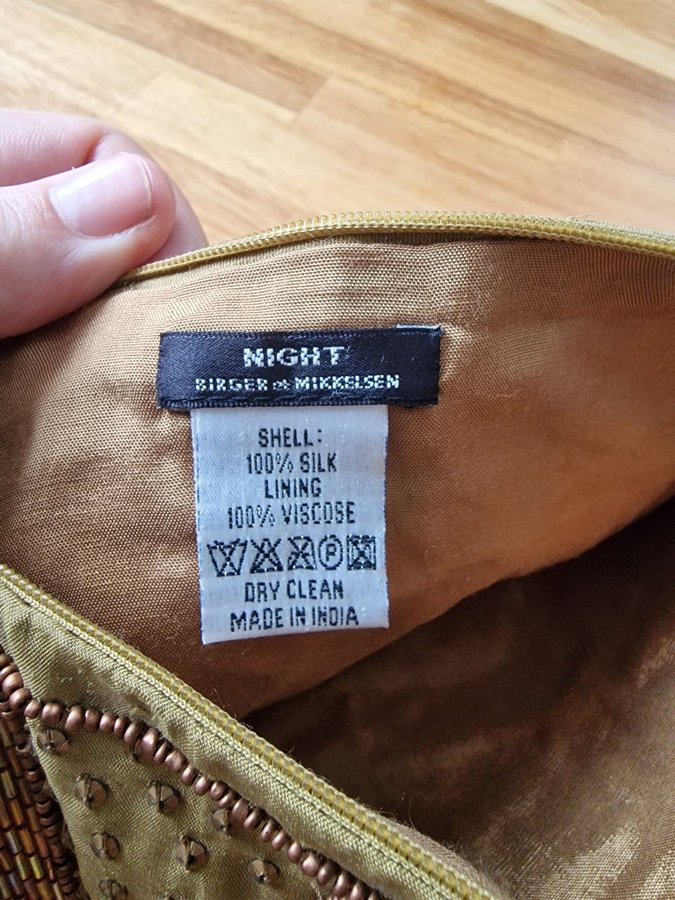 NIGHT
BIRGER et MIKKELSEN
SHELL:
100% SILK
LINING
100% VISCOSE
P
DRY CLEAN
MADE IN INDIA